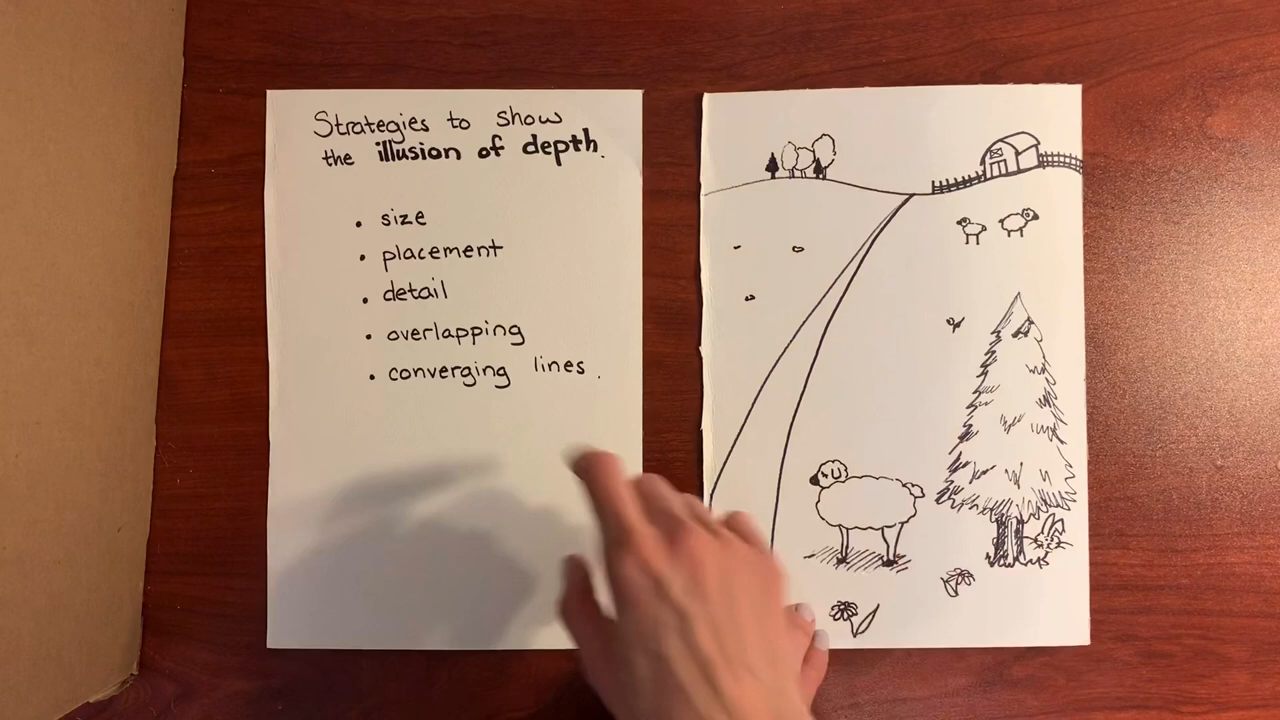 Strategies to show
the illusion of depth.
• size
• placement
• detail
• overlapping
• converging lines.